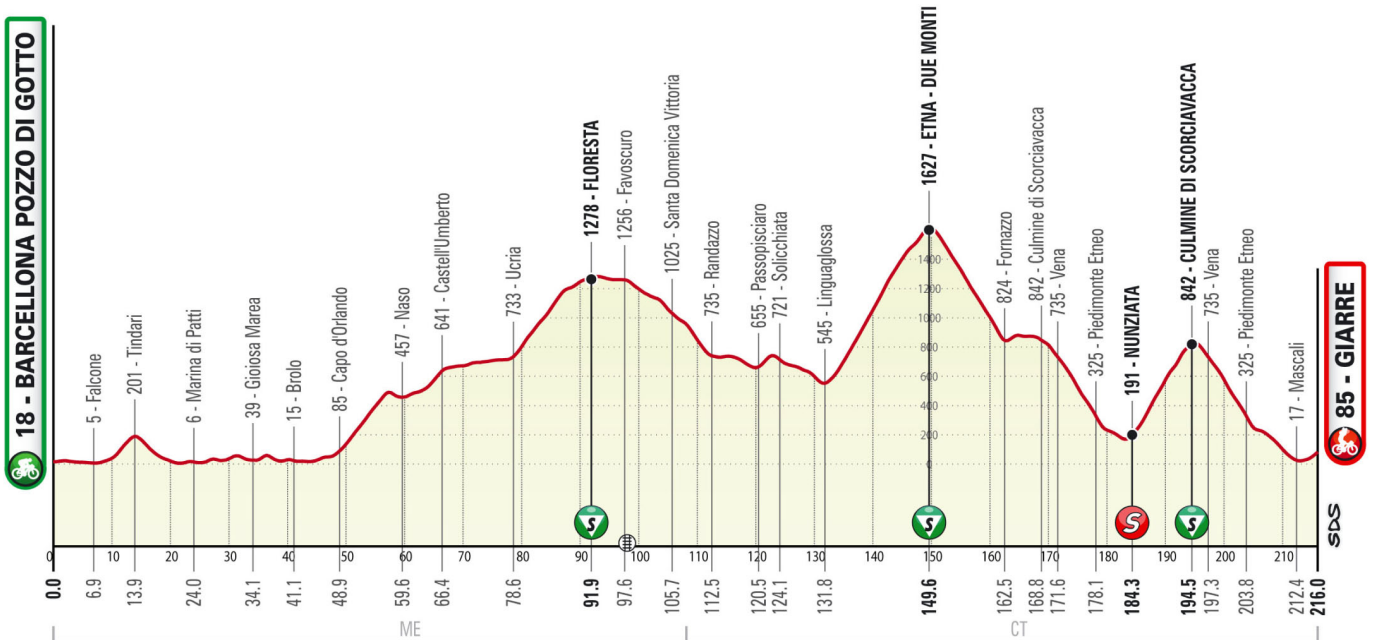 18 - BARCELLONA POZZO DI GOTTO
5 - Falcone
201 - Tindari
6 - Marina di Patti
39 - Gioiosa Marea
15 - Brolo
85 - Capo d'Orlando
457 - Naso
641 - Castell'Umberto
733 - Ucria
1278 - FLORESTA
1256 - Favoscuro
1025 - Santa Domenica Vittoria
735 - Randazzo
655 - Passopisciaro
721 - Solicchiata
545 - Linguaglossa
1627 - ETNA - DUE MONTI
824 - Fornazzo
842 - Culmine di Scorciavacca
735 - Vena
325 - Piedimonte Etneo
191 - NUNZIATA
842 - CULMINE DI SCORCIAVACCA
735 - Vena
325 - Piedimonte Etneo
17 - Mascali
85 - GIARRE
1400
1200
1000
800
600
400
200
0
S
S
S
S
SDS
0 10 20 30 40 50 60 70 80 90 100 110 120 130 140 150 160 170 180 190 200 210
0.0 6.9 13.9 24.0 34.1 41.1 48.9 59.6 66.4 78.6 91.9 97.6 105.7 112.5 120.5 124.1 131.8 149.6 162.5 168.8 171.6 178.1 184.3 194.5 197.3 203.8 212.4 216.0
ME CT